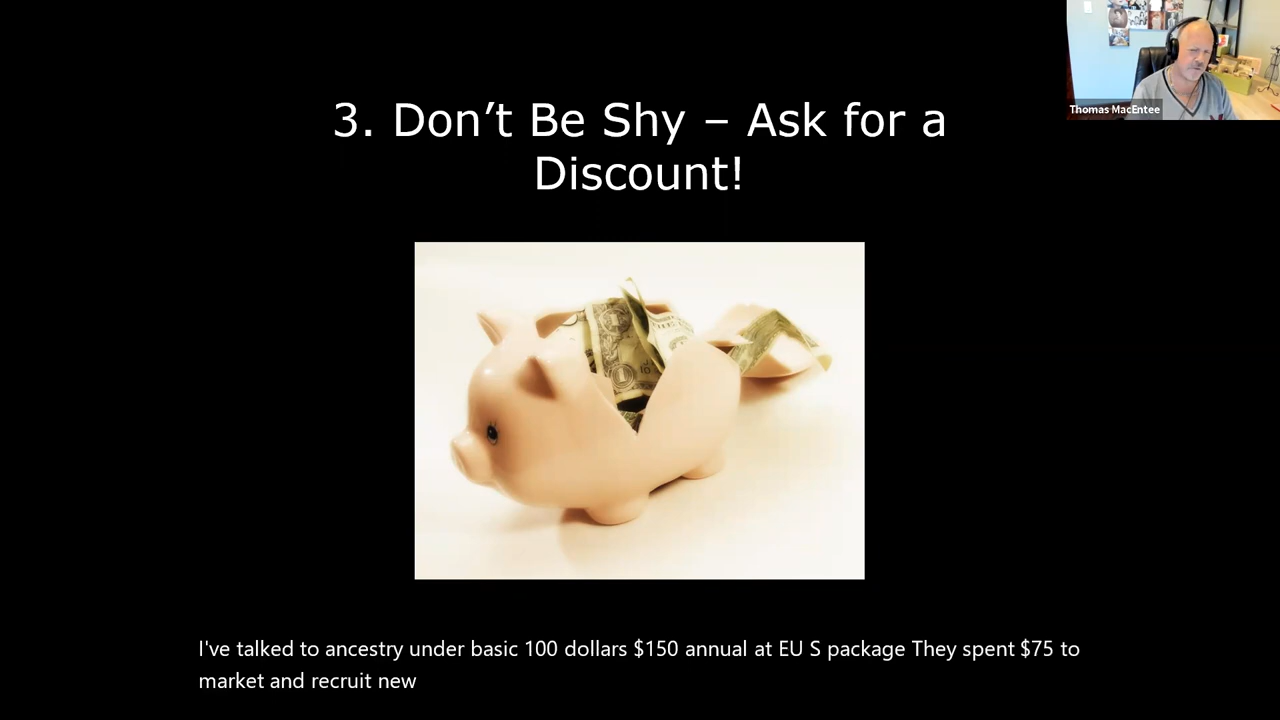 3. Don’t Be Shy – Ask for a
Discount!
Thomas MacEntee
I've talked to ancestry under basic 100 dollars $150 annual at EU S package They spent $75 to
market and recruit new